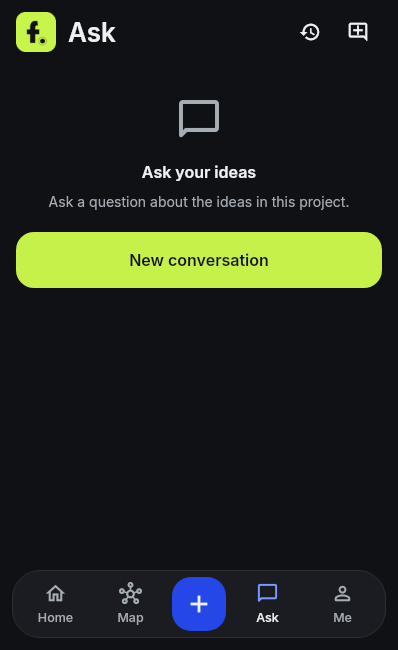 f.
Ask
Ask your ideas
Ask a question about the ideas in this project.
New conversation
Home
Map
Ask
Me